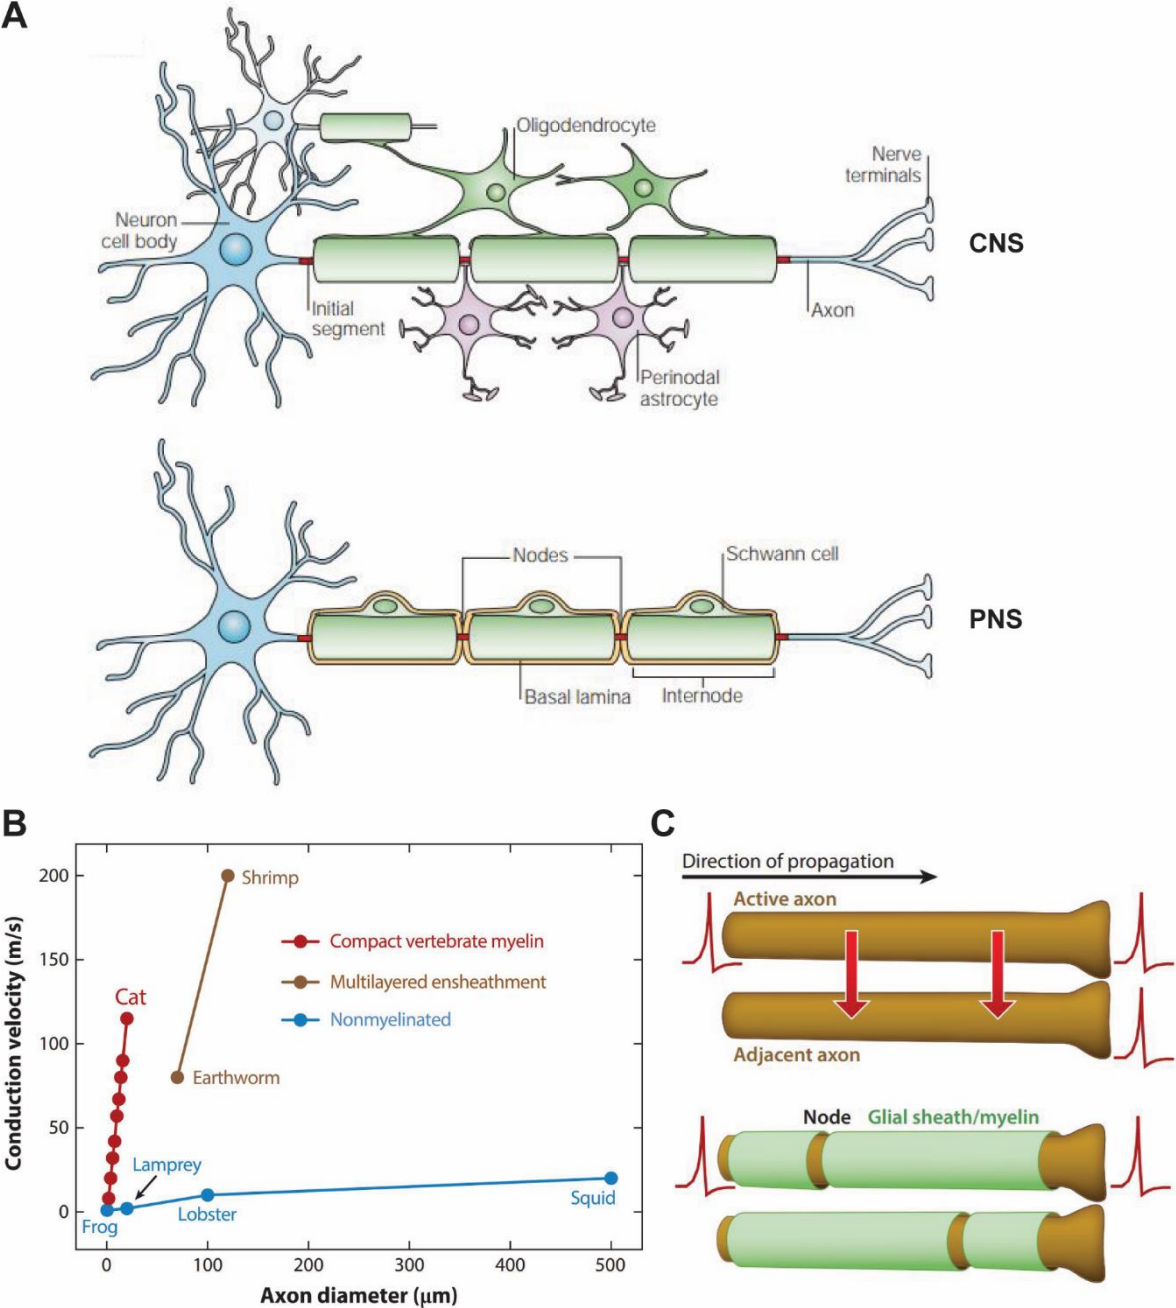 A
Oligodendrocyte
Nerve
terminals
Neuron
cell body
CNS
Initial
segment
Axon
Perinodal
astrocyte
Nodes
Schwann cell
PNS
Basal lamina
Internode
B
200
150
100
50
0
Conduction velocity (m/s)
Shrimp
Compact vertebrate myelin
Multilayered ensheathment
Nonmyelinated
Cat
Earthworm
Lamprey
Frog
Lobster
Squid
0 100 200 300 400 500
Axon diameter (μm)
C
Direction of propagation
Active axon
Adjacent axon
Node
Glial sheath/myelin